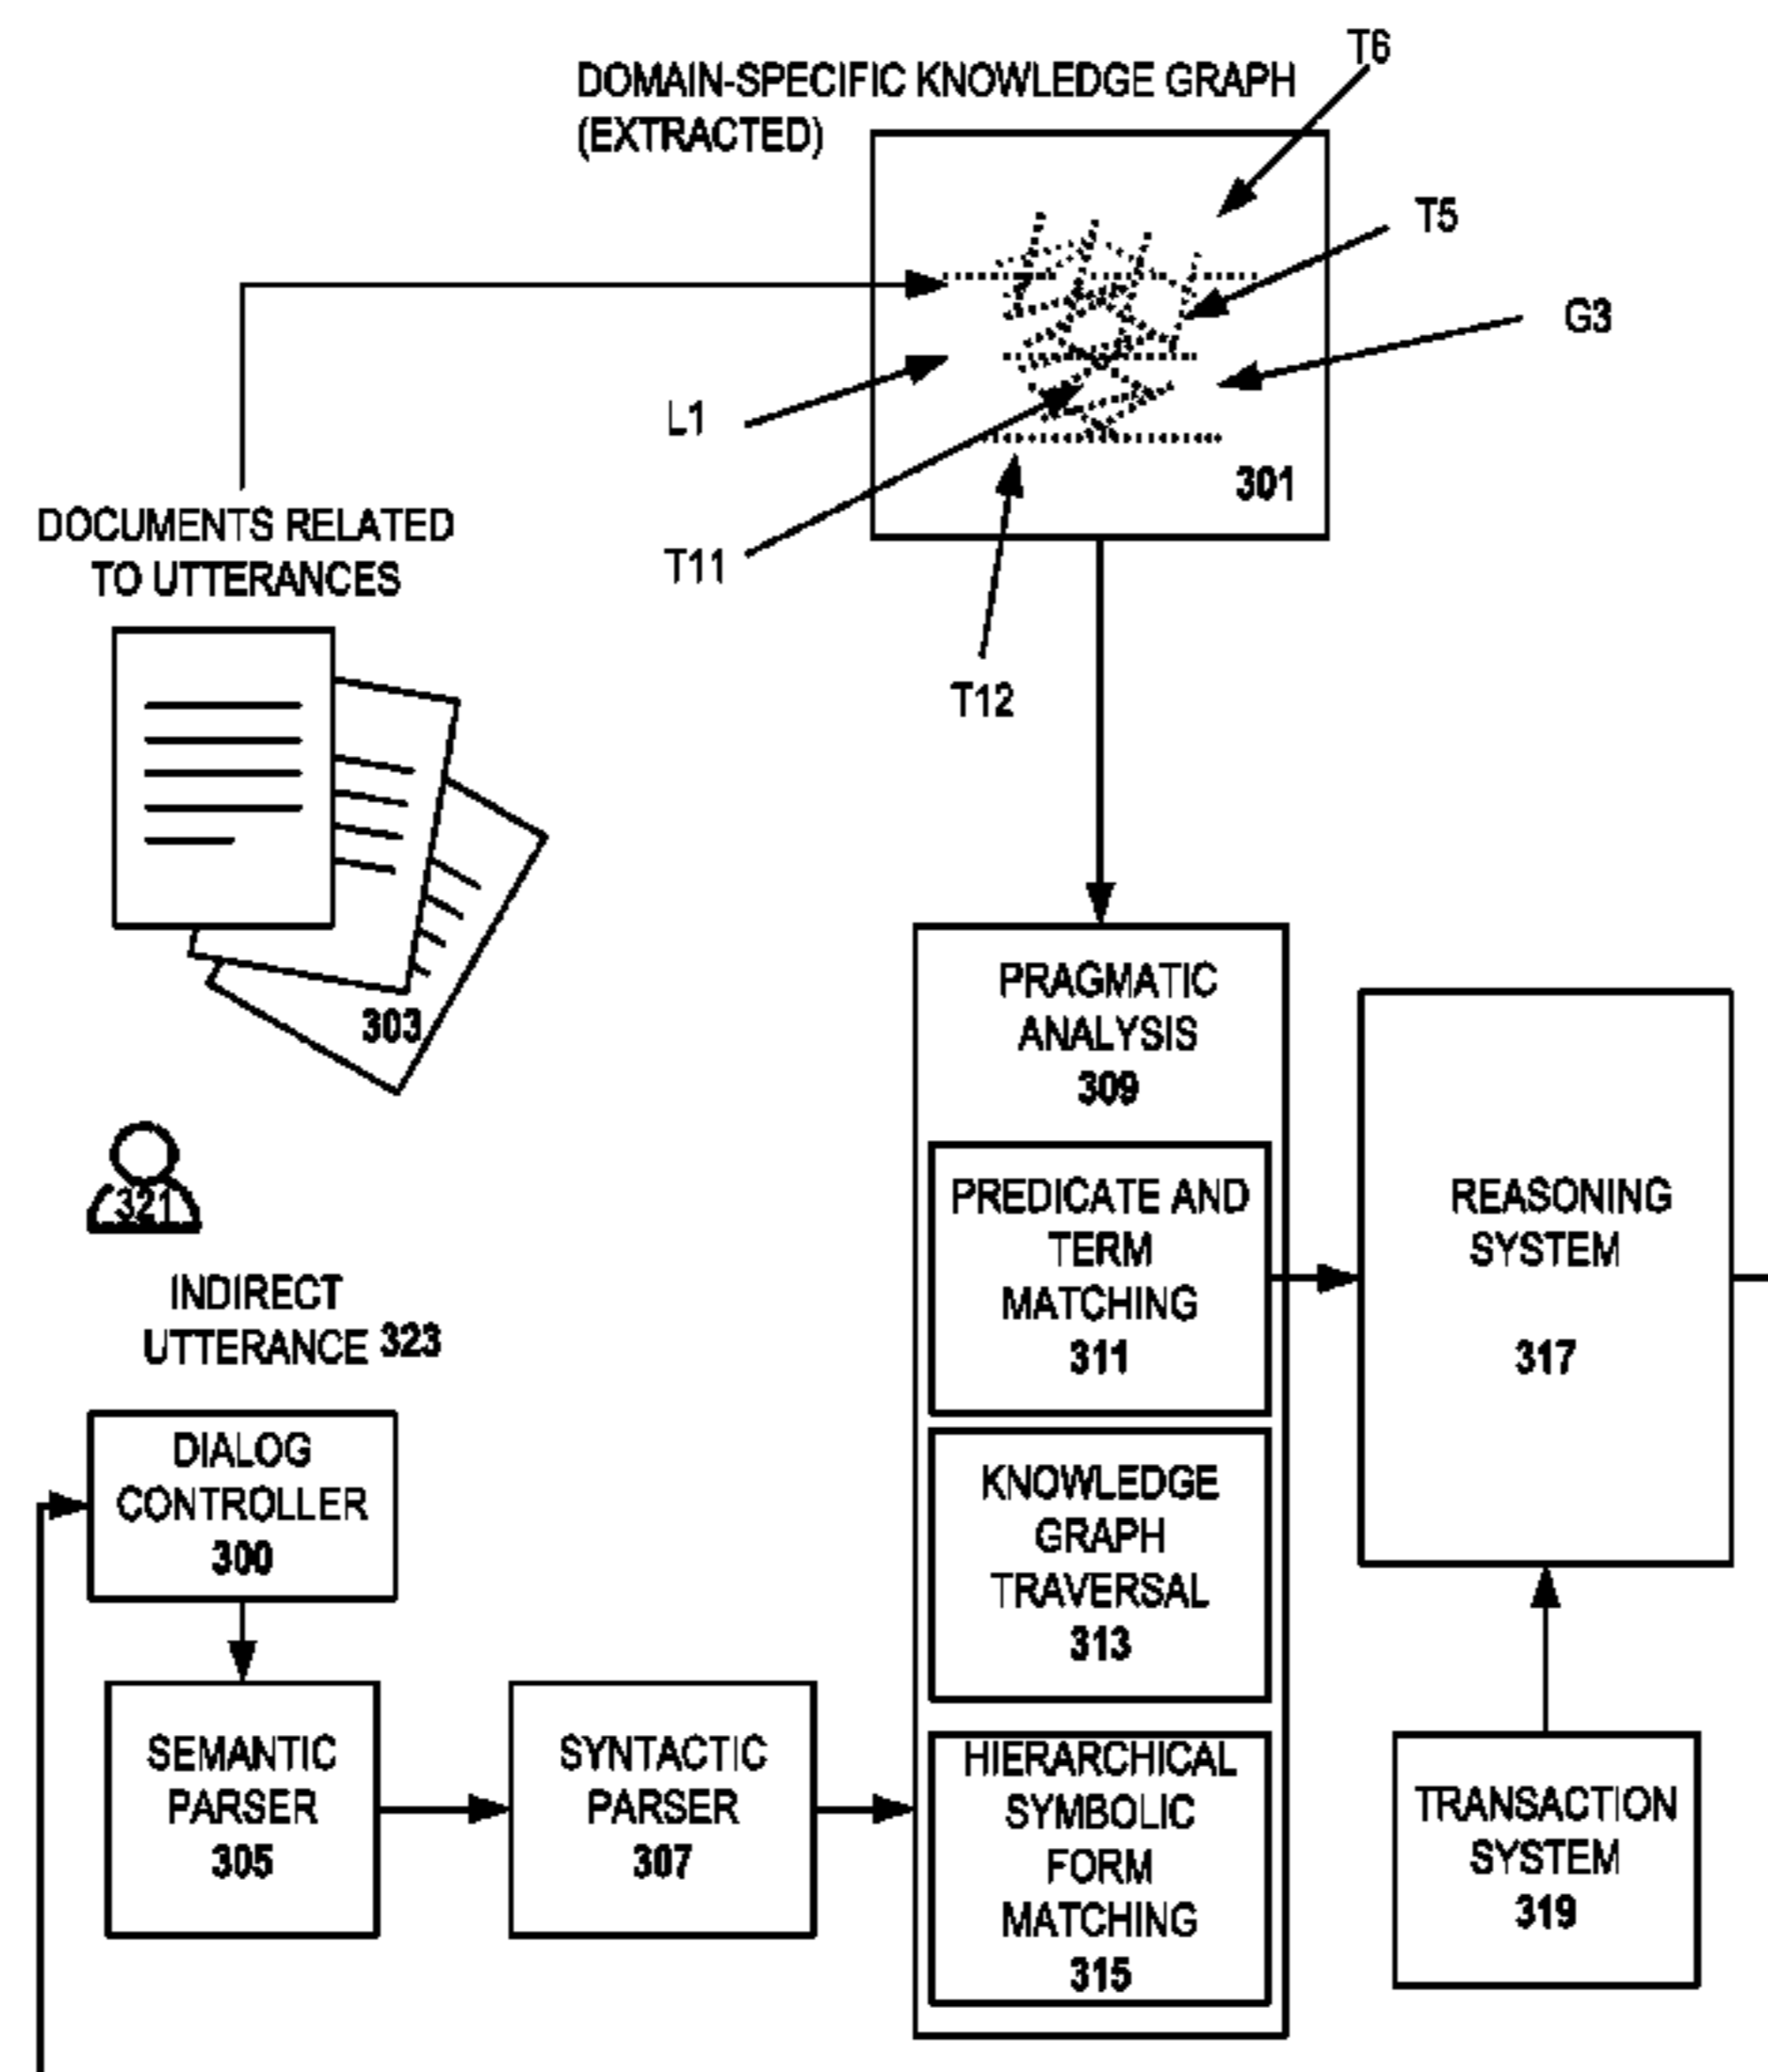 T6
DOMAIN-SPECIFIC KNOWLEDGE GRAPH
(EXTRACTED)
T5
G3
L1
301
DOCUMENTS RELATED
TO UTTERANCES
T11
T12
303
PRAGMATIC
ANALYSIS
309
321
PREDICATE AND
TERM
MATCHING
311
REASONING
SYSTEM
317
INDIRECT
UTTERANCE 323
DIALOG
CONTROLLER
300
KNOWLEDGE
GRAPH
TRAVERSAL
313
SEMANTIC
PARSER
305
SYNTACTIC
PARSER
307
HIERARCHICAL
SYMBOLIC
FORM
MATCHING
315
TRANSACTION
SYSTEM
319